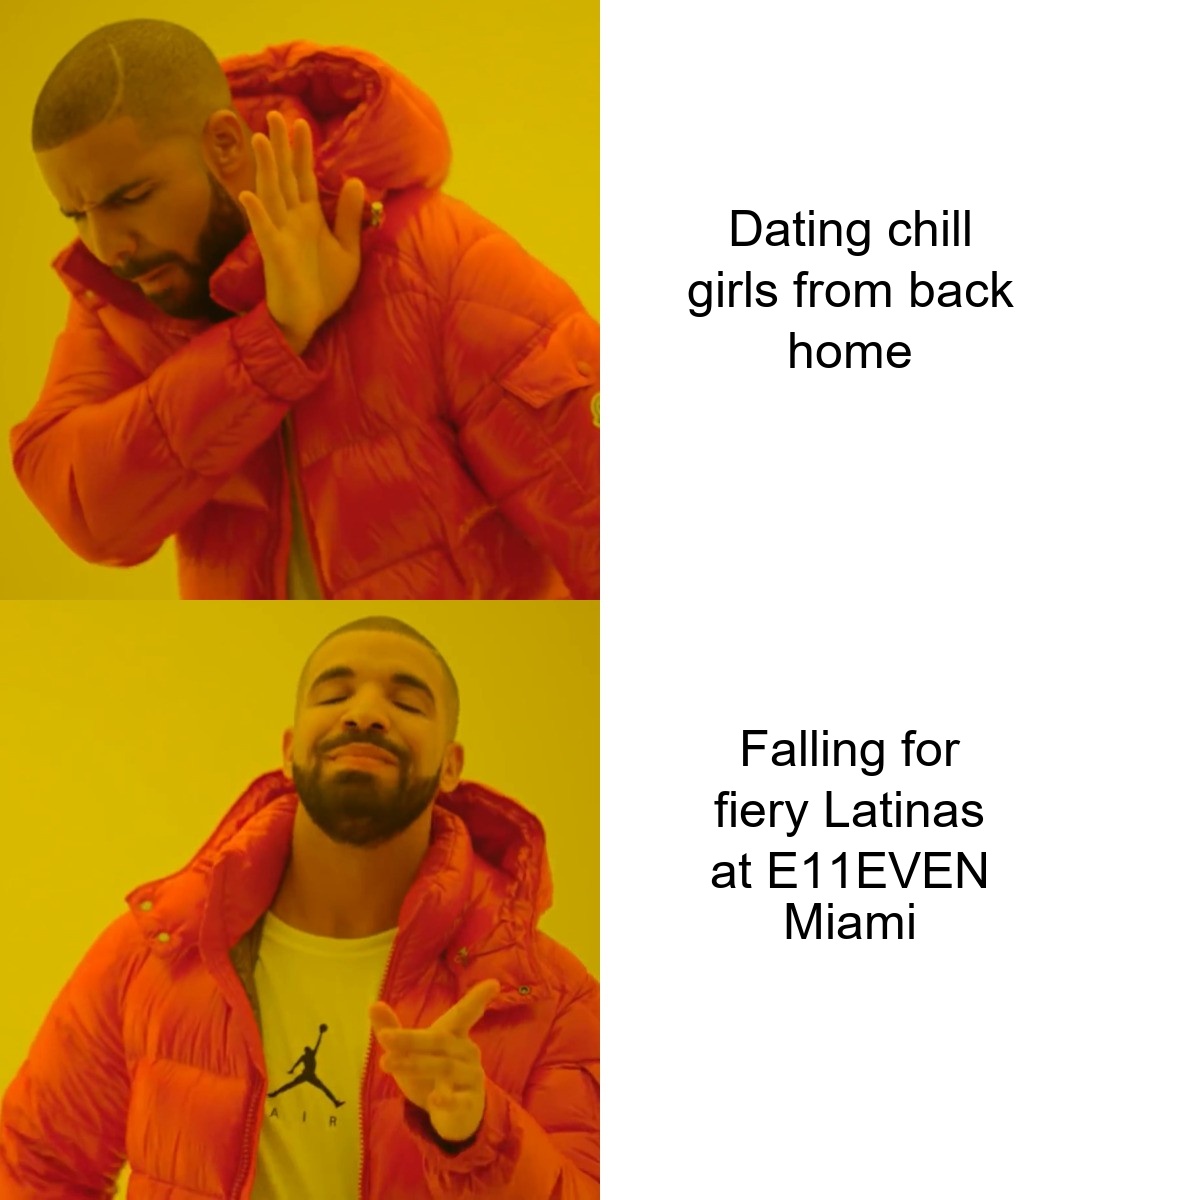 Dating chill
girls from back
home
Falling for
fiery Latinas
at E11EVEN
Miami
AIR